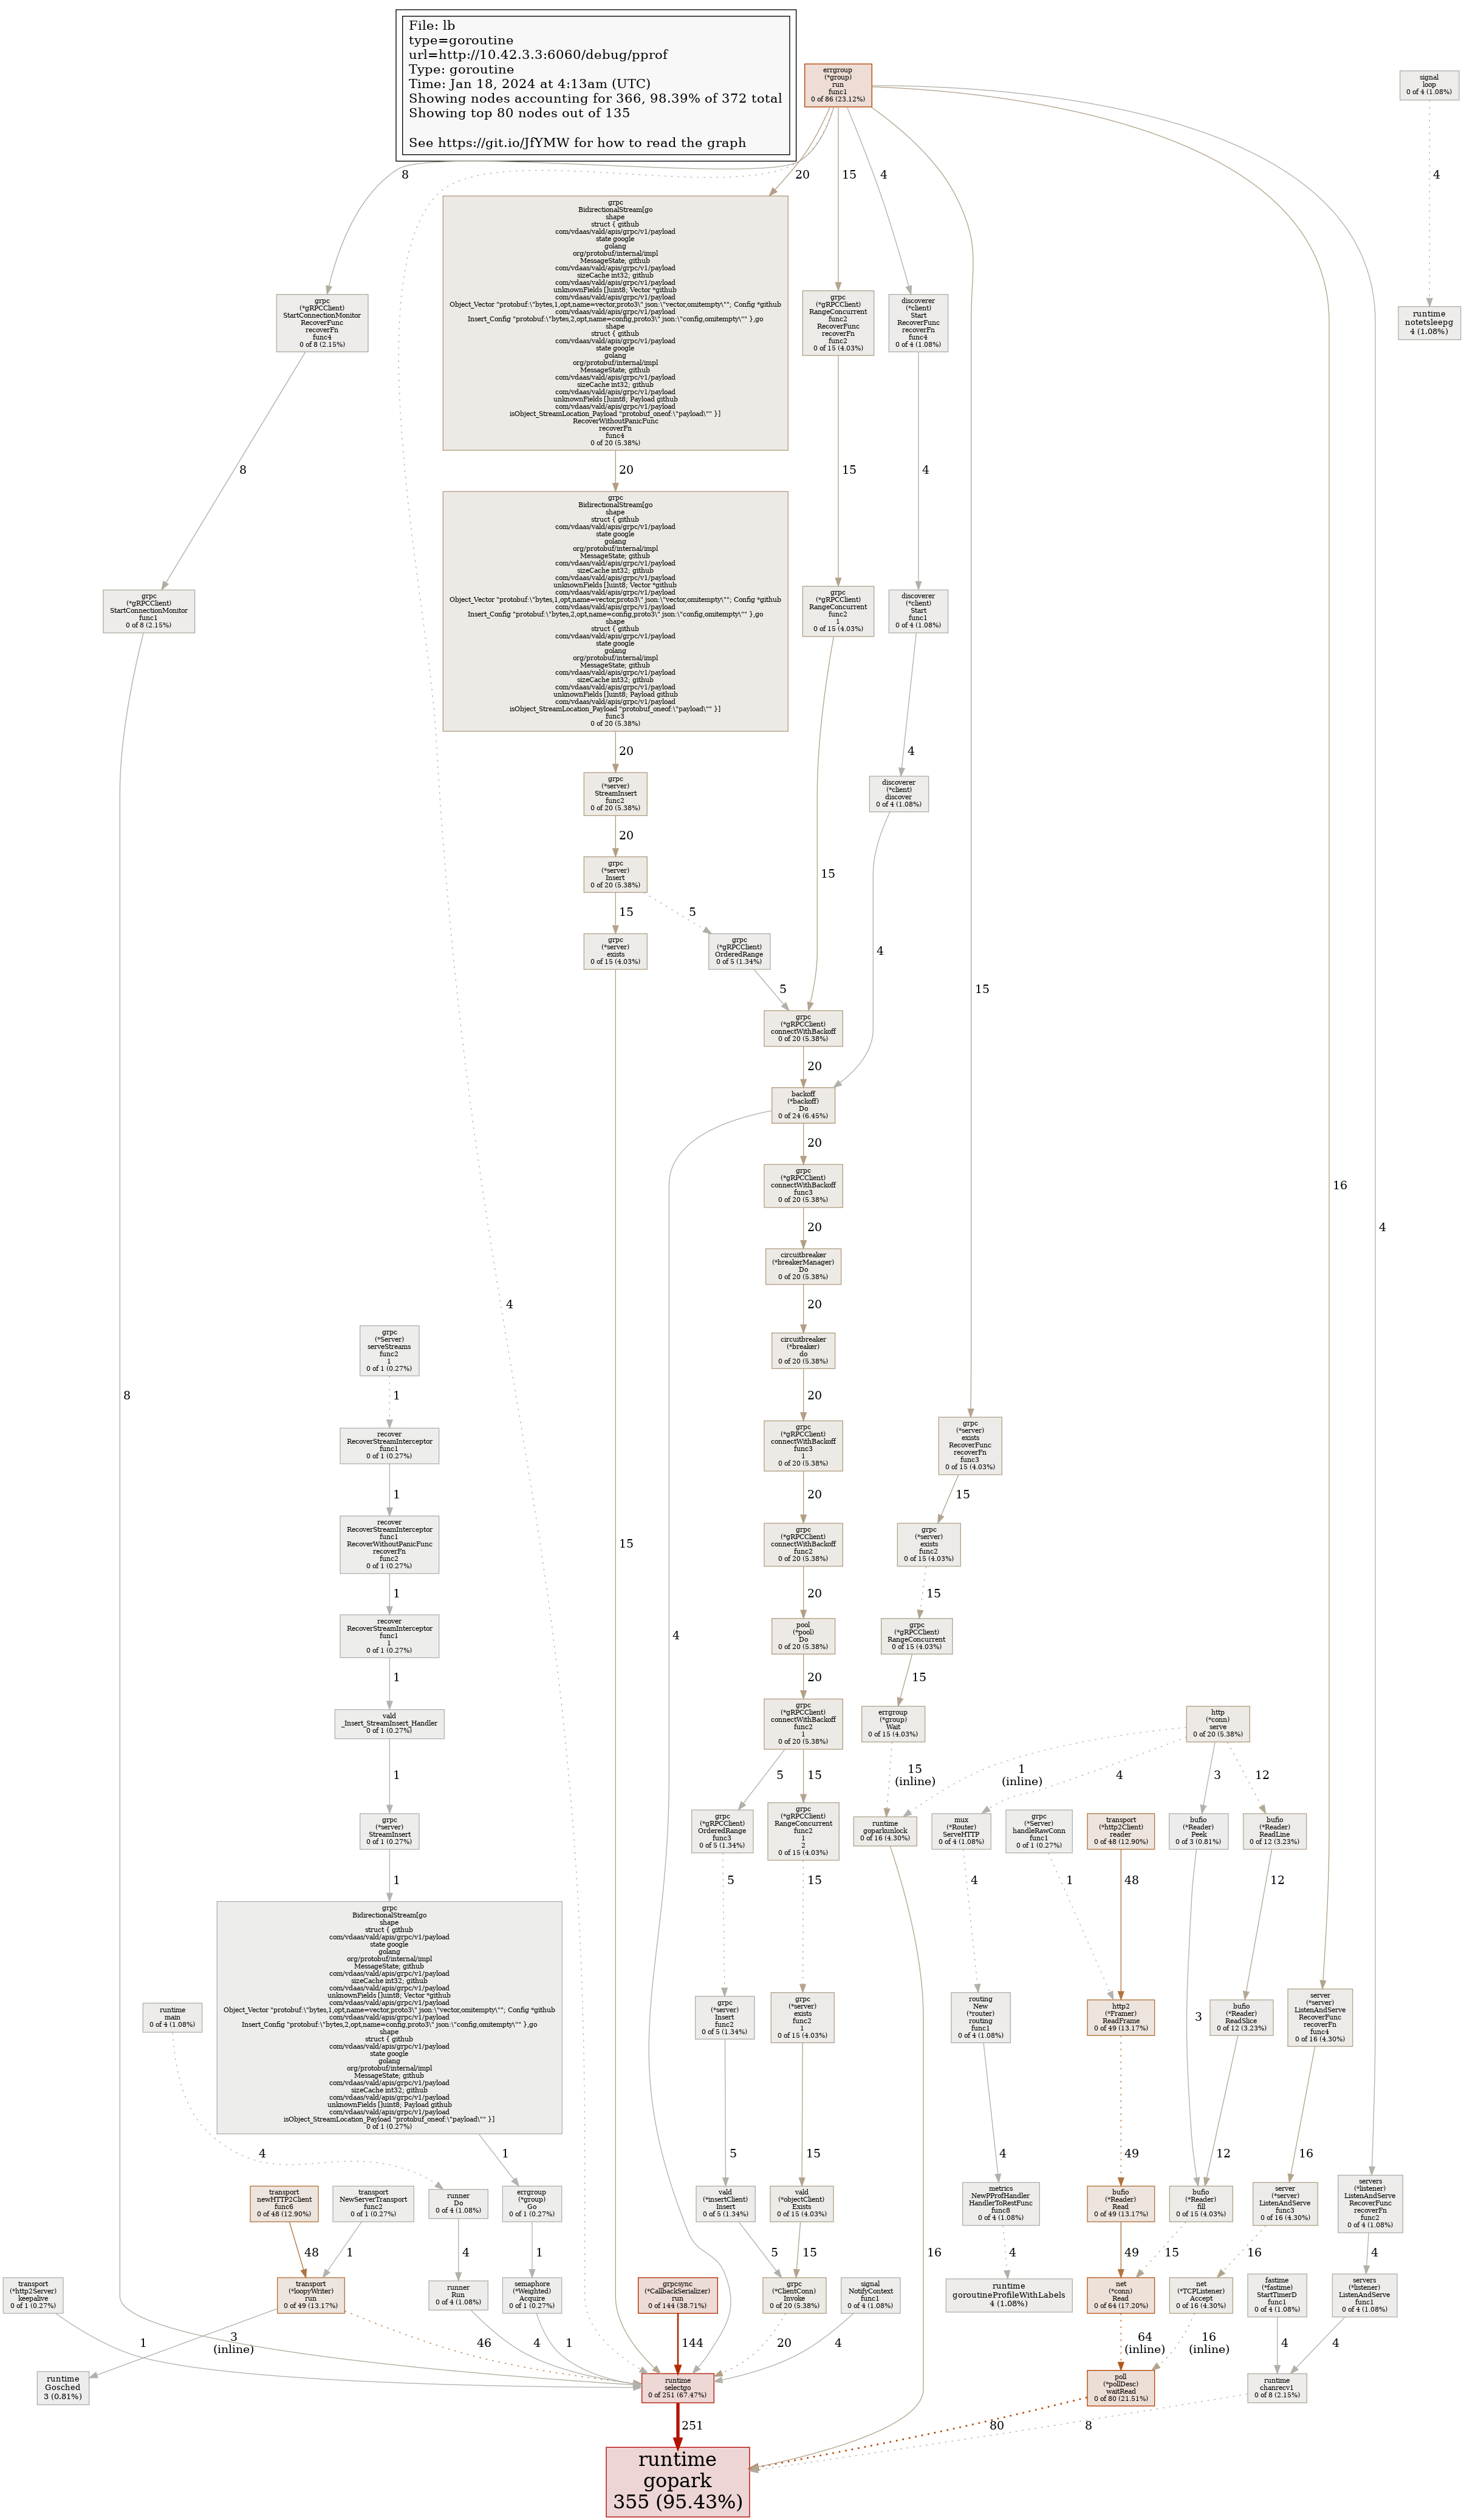 File: lb
type=goroutine
url=http://10.42.3.3:6060/debug/pprof
Type: goroutine
Time: Jan 18, 2024 at 4:13am (UTC)
Showing nodes accounting for 366, 98.39% of 372 total
Showing top 80 nodes out of 135
See https://git.io/JfYMW for how to read the graph
errgroup
(*group)
run
func1
0 of 86 (23.12%)
signal
loop
0 of 4 (1.08%)
8
20
15
4
4
grpc
BidirectionalStream[go
shape
struct { github
com/vdaas/vald/apis/grpc/v1/payload
state google
golang
org/protobuf/internal/impl
MessageState; github
com/vdaas/vald/apis/grpc/v1/payload
sizeCache int32; github
com/vdaas/vald/apis/grpc/v1/payload
unknownFields []uint8; Vector *github
com/vdaas/vald/apis/grpc/v1/payload
Object_Vector "protobuf:\"bytes,1,opt,name=vector,proto3\" json:\"vector,omitempty\""; Config *github
com/vdaas/vald/apis/grpc/v1/payload
Insert_Config "protobuf:\"bytes,2,opt,name=config,proto3\" json:\"config,omitempty\"" },go
shape
struct { github
com/vdaas/vald/apis/grpc/v1/payload
state google
golang
org/protobuf/internal/impl
MessageState; github
com/vdaas/vald/apis/grpc/v1/payload
sizeCache int32; github
com/vdaas/vald/apis/grpc/v1/payload
unknownFields []uint8; Payload github
com/vdaas/vald/apis/grpc/v1/payload
isObject_StreamLocation_Payload "protobuf_oneof:\"payload\"" }]
RecoverWithoutPanicFunc
recoverFn
func4
0 of 20 (5.38%)
grpc
(*gRPCClient)
StartConnectionMonitor
RecoverFunc
recoverFn
func4
0 of 8 (2.15%)
grpc
(*gRPCClient)
RangeConcurrent
func2
RecoverFunc
recoverFn
func2
0 of 15 (4.03%)
discoverer
(*client)
Start
RecoverFunc
recoverFn
func4
0 of 4 (1.08%)
runtime
notetsleepg
4 (1.08%)
8
20
15
4
grpc
BidirectionalStream[go
shape
struct { github
com/vdaas/vald/apis/grpc/v1/payload
state google
golang
org/protobuf/internal/impl
MessageState; github
com/vdaas/vald/apis/grpc/v1/payload
sizeCache int32; github
com/vdaas/vald/apis/grpc/v1/payload
unknownFields []uint8; Vector *github
com/vdaas/vald/apis/grpc/v1/payload
Object_Vector "protobuf:\"bytes,1,opt,name=vector,proto3\" json:\"vector,omitempty\""; Config *github
com/vdaas/vald/apis/grpc/v1/payload
Insert_Config "protobuf:\"bytes,2,opt,name=config,proto3\" json:\"config,omitempty\"" },go
shape
struct { github
com/vdaas/vald/apis/grpc/v1/payload
state google
golang
org/protobuf/internal/impl
MessageState; github
com/vdaas/vald/apis/grpc/v1/payload
sizeCache int32; github
com/vdaas/vald/apis/grpc/v1/payload
unknownFields []uint8; Payload github
com/vdaas/vald/apis/grpc/v1/payload
isObject_StreamLocation_Payload "protobuf_oneof:\"payload\"" }]
func3
0 of 20 (5.38%)
grpc
(*gRPCClient)
StartConnectionMonitor
func1
0 of 8 (2.15%)
grpc
(*gRPCClient)
RangeConcurrent
func2
1
0 of 15 (4.03%)
discoverer
(*client)
Start
func1
0 of 4 (1.08%)
20
4
grpc
(*server)
StreamInsert
func2
0 of 20 (5.38%)
discoverer
(*client)
discover
0 of 4 (1.08%)
20
grpc
(*server)
Insert
0 of 20 (5.38%)
15
15
5
grpc
(*server)
exists
0 of 15 (4.03%)
grpc
(*gRPCClient)
OrderedRange
0 of 5 (1.34%)
4
5
15
grpc
(*gRPCClient)
connectWithBackoff
0 of 20 (5.38%)
20
backoff
(*backoff)
Do
0 of 24 (6.45%)
20
grpc
(*gRPCClient)
connectWithBackoff
func3
0 of 20 (5.38%)
16
4
20
circuitbreaker
(*breakerManager)
Do
0 of 20 (5.38%)
4
20
circuitbreaker
(*breaker)
do
0 of 20 (5.38%)
grpc
(*Server)
serveStreams
func2
1
0 of 1 (0.27%)
8
1
20
recover
RecoverStreamInterceptor
func1
0 of 1 (0.27%)
grpc
(*gRPCClient)
connectWithBackoff
func3
1
0 of 20 (5.38%)
grpc
(*server)
exists
RecoverFunc
recoverFn
func3
0 of 15 (4.03%)
1
20
15
recover
RecoverStreamInterceptor
func1
RecoverWithoutPanicFunc
recoverFn
func2
0 of 1 (0.27%)
15
grpc
(*gRPCClient)
connectWithBackoff
func2
0 of 20 (5.38%)
grpc
(*server)
exists
func2
0 of 15 (4.03%)
1
20
15
recover
RecoverStreamInterceptor
func1
1
0 of 1 (0.27%)
4
pool
(*pool)
Do
0 of 20 (5.38%)
grpc
(*gRPCClient)
RangeConcurrent
0 of 15 (4.03%)
1
20
15
vald
_Insert_StreamInsert_Handler
0 of 1 (0.27%)
grpc
(*gRPCClient)
connectWithBackoff
func2
1
0 of 20 (5.38%)
errgroup
(*group)
Wait
0 of 15 (4.03%)
http
(*conn)
serve
0 of 20 (5.38%)
1
5
15
15
(inline)
1
(inline)
4
3
12
grpc
(*server)
StreamInsert
0 of 1 (0.27%)
grpc
(*gRPCClient)
OrderedRange
func3
0 of 5 (1.34%)
grpc
(*gRPCClient)
RangeConcurrent
func2
1
2
0 of 15 (4.03%)
runtime
goparkunlock
0 of 16 (4.30%)
mux
(*Router)
ServeHTTP
0 of 4 (1.08%)
grpc
(*Server)
handleRawConn
func1
0 of 1 (0.27%)
transport
(*http2Client)
reader
0 of 48 (12.90%)
bufio
(*Reader)
Peek
0 of 3 (0.81%)
bufio
(*Reader)
ReadLine
0 of 12 (3.23%)
1
5
15
4
1
48
12
grpc
BidirectionalStream[go
shape
struct { github
com/vdaas/vald/apis/grpc/v1/payload
state google
golang
org/protobuf/internal/impl
MessageState; github
com/vdaas/vald/apis/grpc/v1/payload
sizeCache int32; github
com/vdaas/vald/apis/grpc/v1/payload
unknownFields []uint8; Vector *github
com/vdaas/vald/apis/grpc/v1/payload
Object_Vector "protobuf:\"bytes,1,opt,name=vector,proto3\" json:\"vector,omitempty\""; Config *github
com/vdaas/vald/apis/grpc/v1/payload
Insert_Config "protobuf:\"bytes,2,opt,name=config,proto3\" json:\"config,omitempty\"" },go
shape
struct { github
com/vdaas/vald/apis/grpc/v1/payload
state google
golang
org/protobuf/internal/impl
MessageState; github
com/vdaas/vald/apis/grpc/v1/payload
sizeCache int32; github
com/vdaas/vald/apis/grpc/v1/payload
unknownFields []uint8; Payload github
com/vdaas/vald/apis/grpc/v1/payload
isObject_StreamLocation_Payload "protobuf_oneof:\"payload\"" }]
0 of 1 (0.27%)
runtime
main
0 of 4 (1.08%)
grpc
(*server)
Insert
func2
0 of 5 (1.34%)
grpc
(*server)
exists
func2
1
0 of 15 (4.03%)
routing
New
(*router)
routing
func1
0 of 4 (1.08%)
http2
(*Framer)
ReadFrame
0 of 49 (13.17%)
3
bufio
(*Reader)
ReadSlice
0 of 12 (3.23%)
server
(*server)
ListenAndServe
RecoverFunc
recoverFn
func4
0 of 16 (4.30%)
4
1
5
15
4
49
12
16
transport
newHTTP2Client
func6
0 of 48 (12.90%)
transport
NewServerTransport
func2
0 of 1 (0.27%)
runner
Do
0 of 4 (1.08%)
errgroup
(*group)
Go
0 of 1 (0.27%)
vald
(*insertClient)
Insert
0 of 5 (1.34%)
vald
(*objectClient)
Exists
0 of 15 (4.03%)
metrics
NewPProfHandler
HandlerToRestFunc
func8
0 of 4 (1.08%)
bufio
(*Reader)
Read
0 of 49 (13.17%)
bufio
(*Reader)
fill
0 of 15 (4.03%)
server
(*server)
ListenAndServe
func3
0 of 16 (4.30%)
servers
(*listener)
ListenAndServe
RecoverFunc
recoverFn
func2
0 of 4 (1.08%)
48
1
4
1
5
15
16
4
49
15
16
4
transport
(*http2Server)
keepalive
0 of 1 (0.27%)
transport
(*loopyWriter)
run
0 of 49 (13.17%)
runner
Run
0 of 4 (1.08%)
semaphore
(*Weighted)
Acquire
0 of 1 (0.27%)
grpcsync
(*CallbackSerializer)
run
0 of 144 (38.71%)
grpc
(*ClientConn)
Invoke
0 of 20 (5.38%)
signal
NotifyContext
func1
0 of 4 (1.08%)
runtime
goroutineProfileWithLabels
4 (1.08%)
net
(*conn)
Read
0 of 64 (17.20%)
net
(*TCPListener)
Accept
0 of 16 (4.30%)
fastime
(*fastime)
StartTimerD
func1
0 of 4 (1.08%)
servers
(*listener)
ListenAndServe
func1
0 of 4 (1.08%)
1
3
(inline)
46
4
1
144
20
4
64
(inline)
16
(inline)
4
4
runtime
Gosched
3 (0.81%)
runtime
selectgo
0 of 251 (67.47%)
poll
(*pollDesc)
waitRead
0 of 80 (21.51%)
runtime
chanrecv1
0 of 8 (2.15%)
251
80
8
runtime
gopark
355 (95.43%)